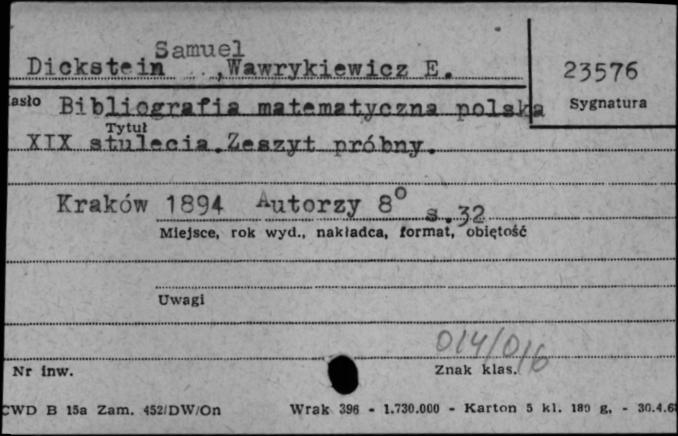 Samuel
Dickstein ,Wawrykiewicz E.
23576
asło Bibliografia matematyczna polska
Sygnatura
Tytuł
XIX stulecia.Zeszyt próbny.
Kraków 1894 Autorzy 8° s.32
Miejsce, rok wyd., nakładca, format, objętość
Uwagi
014/016
Nr inw.
Znak klas.
CWD B 15a Zam. 452/DW/On Wrak 396 - 1.730.000 - Karton 5 kl. 180 g. - 30.4.6